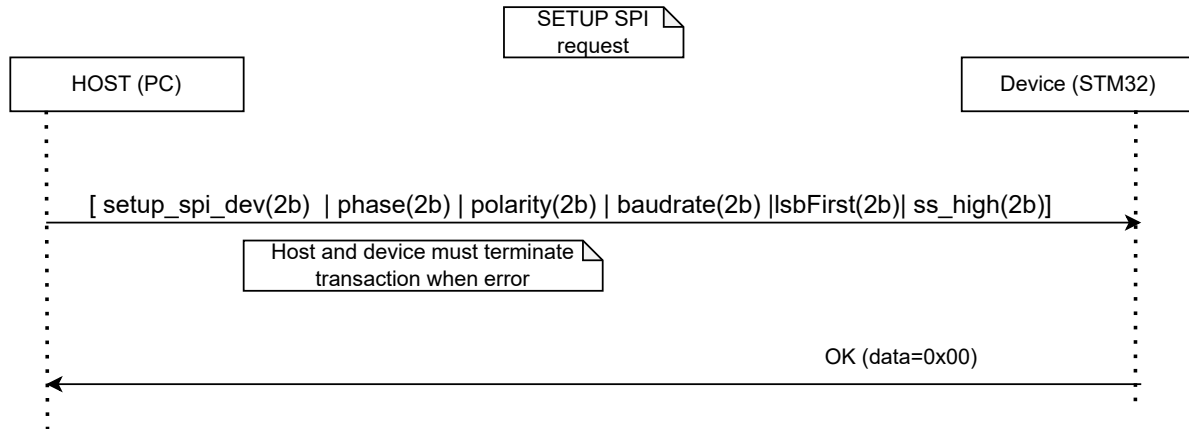 SETUP SPI
request
HOST (PC)
Device (STM32)
[ setup_spi_dev(2b) | phase(2b) | polarity(2b) | baudrate(2b) |lsbFirst(2b)| ss_high(2b)]
Host and device must terminate
transaction when error
OK (data=0x00)